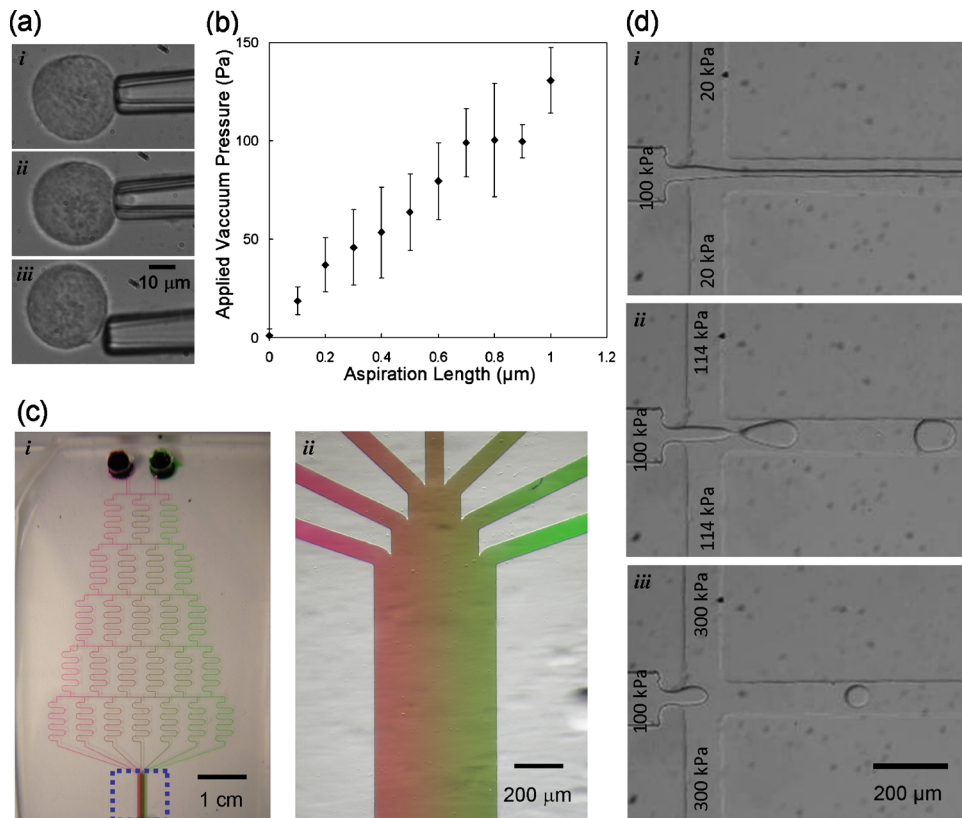 (a)
i
ii
iii
10 µm
(b)
Applied Vaccuum Pressure (Pa)
150
100
50
0
0 0.2 0.4 0.6 0.8 1 1.2
Aspiration Length (µm)
(c)
i
1 cm
ii
200 µm
(d)
i
20 kPa
100 kPa
20 kPa
ii
114 kPa
100 kPa
114 kPa
iii
300 kPa
100 kPa
300 kPa
200 µm